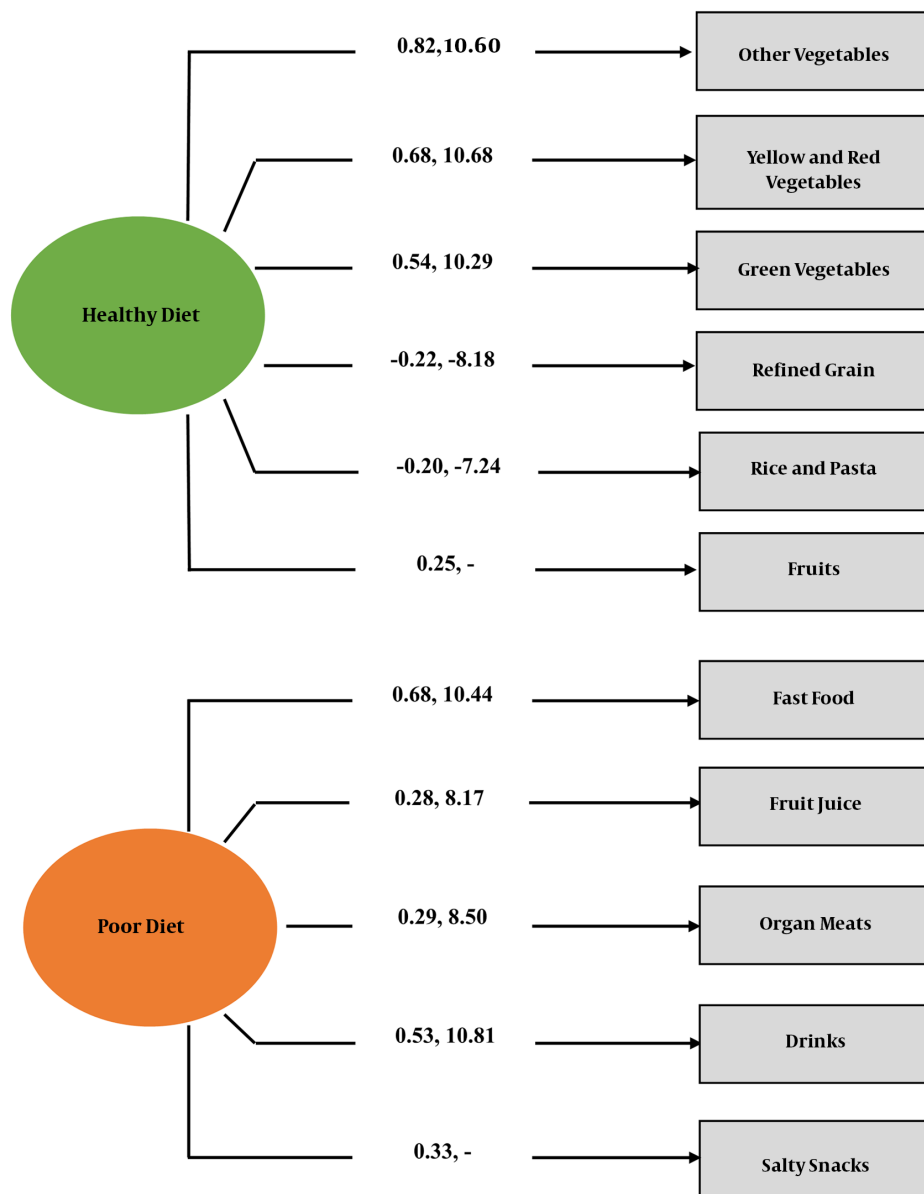 0.82,10.60
Other Vegetables
0.68, 10.68
Yellow and Red
Vegetables
0.54, 10.29
Green Vegetables
Healthy Diet
-0.22, -8.18
Refined Grain
-0.20, -7.24
Rice and Pasta
0.25, -
Fruits
0.68, 10.44
Fast Food
0.28, 8.17
Fruit Juice
Poor Diet
0.29, 8.50
Organ Meats
0.53, 10.81
Drinks
0.33, -
Salty Snacks